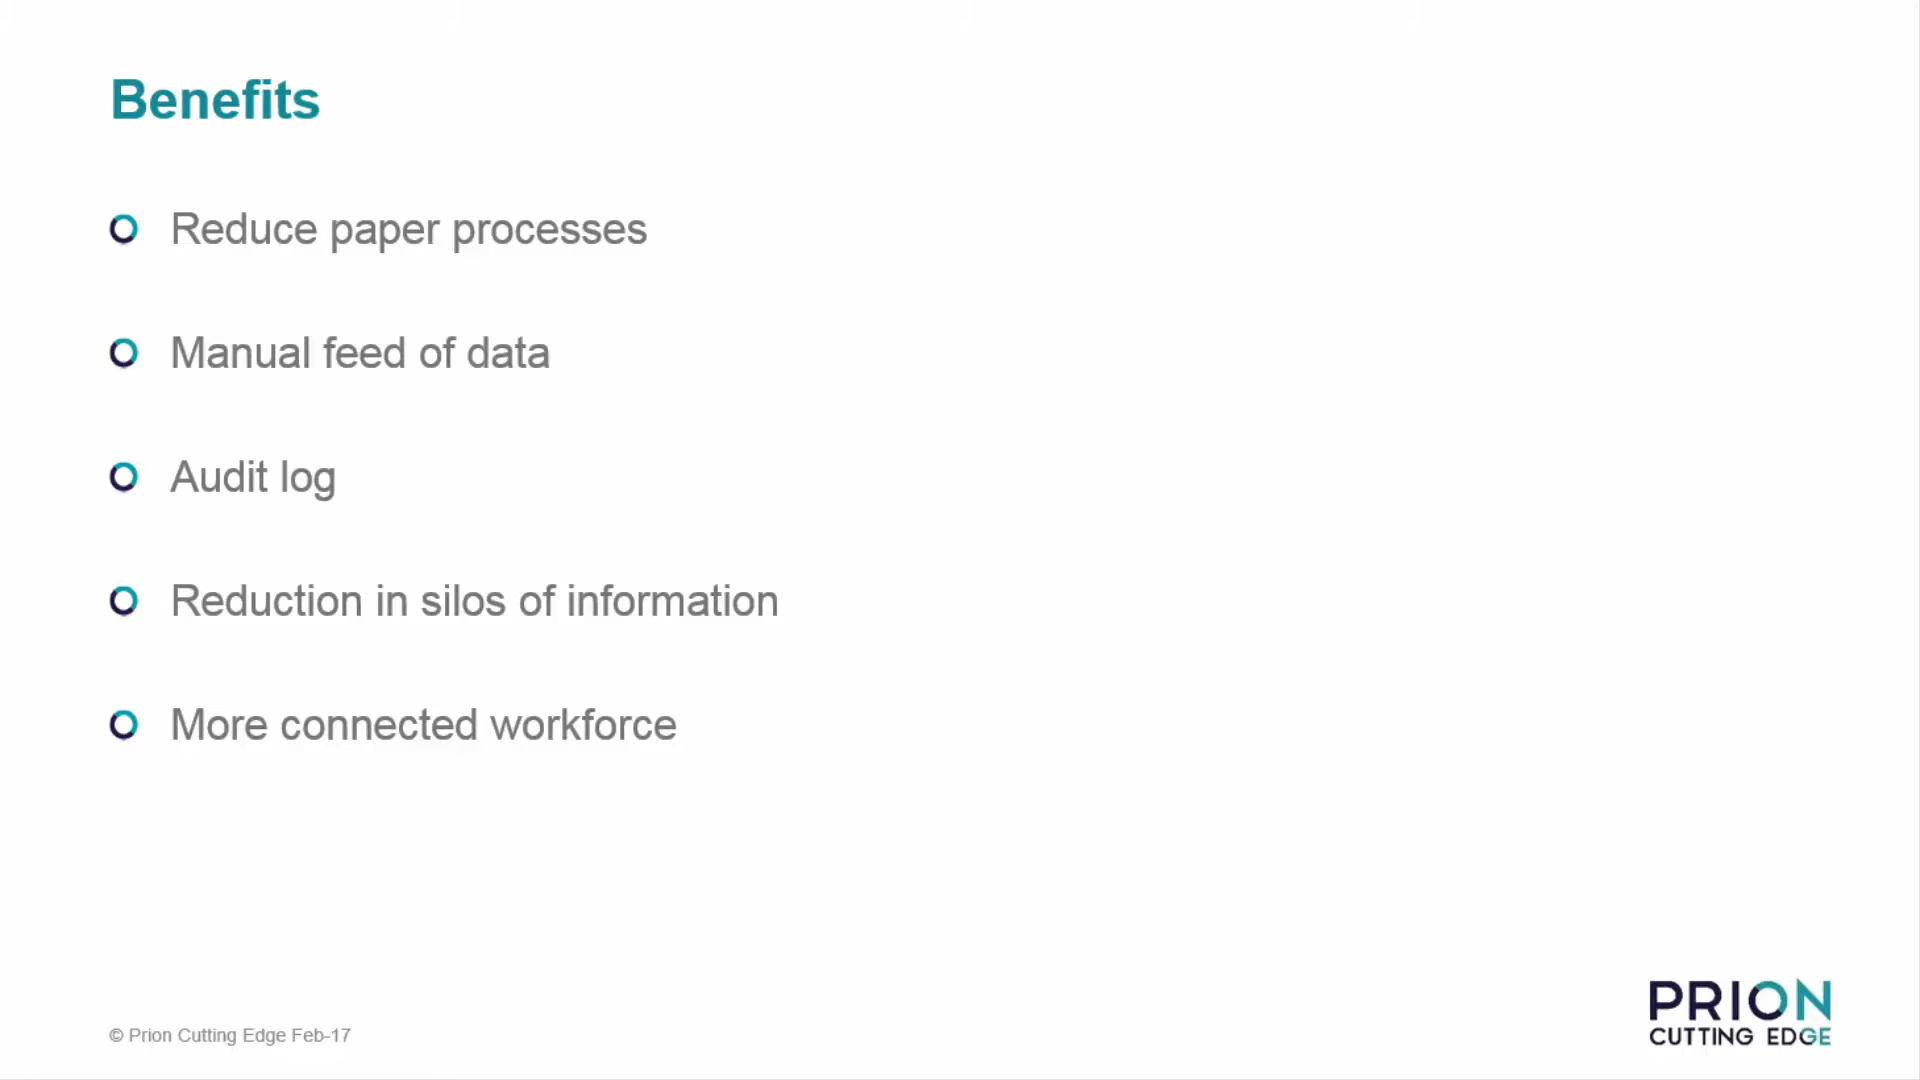 Benefits
Reduce paper processes
Manual feed of data
Audit log
Reduction in silos of information
More connected workforce
© Prion Cutting Edge Feb-17
PRION
CUTTING EDGE